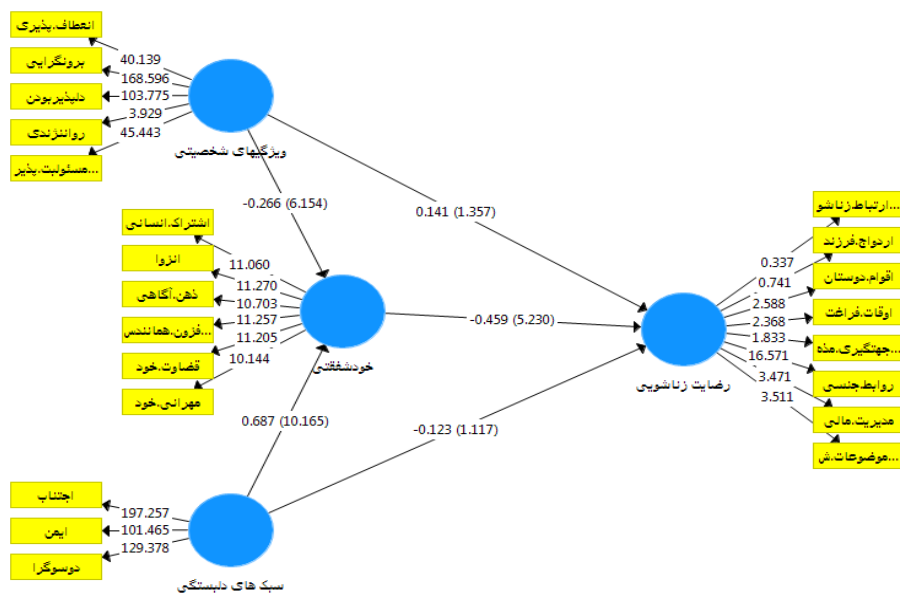 انعطاف.پذیری
برونگرایی
دلپذیربودن
رواننژندی
مسئولیت.پذیر...
40.139
168.596
103.775
3.929
45.443
ویژگیهای شخصیتی
-0.266 (6.154)
0.141 (1.357)
اشتراک.انسانی
انزوا
ذهن.آگاهی
فزون.همانندس...
قضاوت.خود
مهرانی.خود
11.060
11.270
10.703
11.257
11.205
10.144
خودشفقتی
-0.459 (5.230)
0.687 (10.165)
-0.123 (1.117)
اجتناب
ایمن
دوسوگرا
197.257
101.465
129.378
سبک های دلبستگی
رضایت زناشویی
0.337
0.741
2.588
2.368
1.833
16.571
3.471
3.511
ارتباط.زناشو...
ازدواج.فرزند
اقوام.دوستان
اوقات.فراغت
جهتگیری.مذه...
روابط.جنسی
مدیریت.مالی
موضوعات.ش...